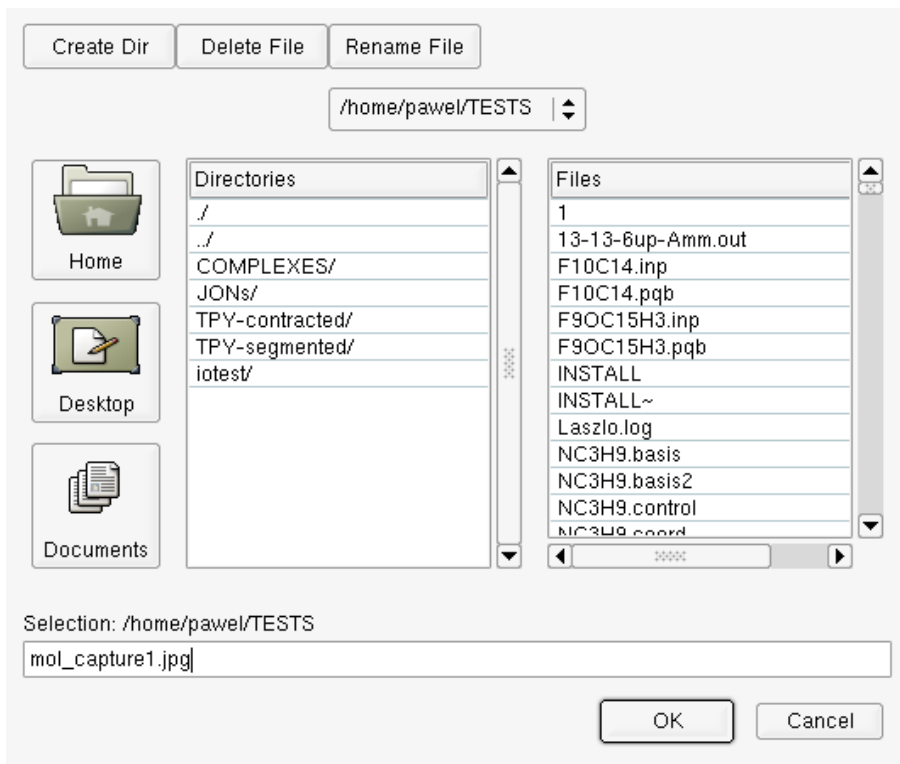 Create Dir
Delete File
Rename File
/home/pawel/TESTS
Home
Desktop
Documents
Directories
./
../
COMPLEXES/
JONs/
TPY-contracted/
TPY-segmented/
iotest/
Files
1
13-13-6up-Amm.out
F10C14.inp
F10C14.pqb
F9OC15H3.inp
F9OC15H3.pqb
INSTALL
INSTALL~
Laszlo.log
NC3H9.basis
NC3H9.basis2
NC3H9.control
NC3H9.coord
Selection: /home/pawel/TESTS
mol_capture1.jpg
OK
Cancel